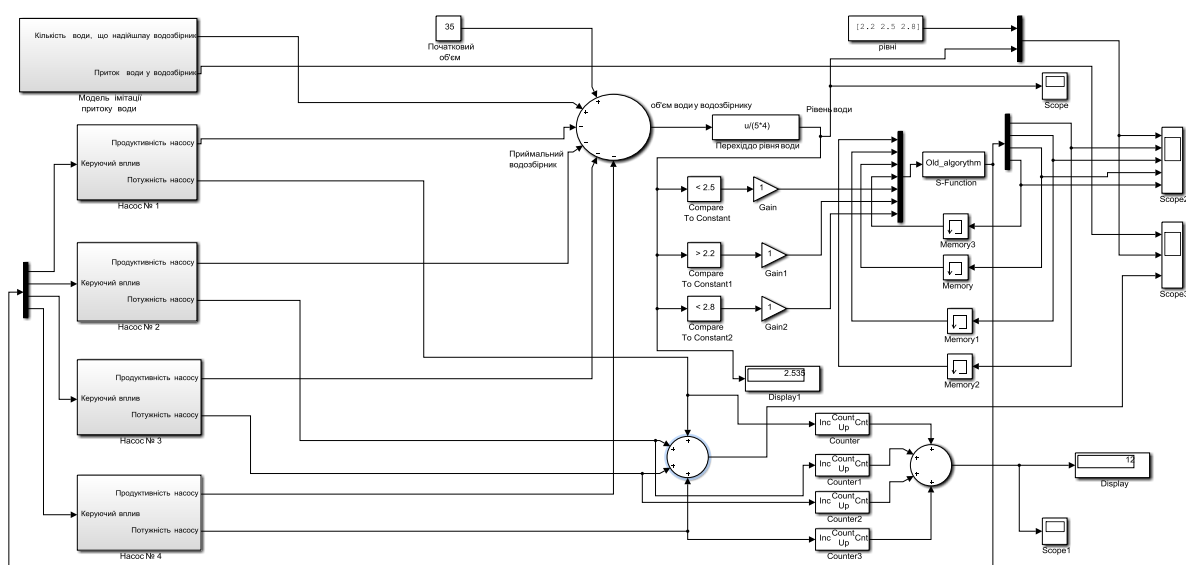 Кількість води, що надійшлау водозбірник
Приток води у водозбірник
Модель імітації
притоку води
35
Початковий
об'єм
[2.2 2.5 2.8]
рівні
Scope
Продуктивність насосу
Керуючий вплив
Потужність насосу
Насос № 1
Приймальний
водозбірник
об'єм води у водозбірнику
u/(5*4)
Перехіддо рівня води
Рівень води
< 2.5
Compare
To Constant
1
Gain
> 2.2
Compare
To Constant1
1
Gain1
< 2.8
Compare
To Constant2
1
Gain2
Old_algorythm
S-Function
Memory3
Memory
Memory1
Memory2
Scope2
Scope3
Продуктивність насосу
Керуючий вплив
Потужність насосу
Насос № 2
Продуктивність насосу
Керуючий вплив
Потужність насосу
Насос № 3
Продуктивність насосу
Керуючий вплив
Потужність насосу
Насос № 4
2.535
Display1
Inc Count Up Cnt
Counter
Inc Count Up Cnt
Counter1
Inc Count Up Cnt
Counter2
Inc Count Up Cnt
Counter3
12
Display
Scope1